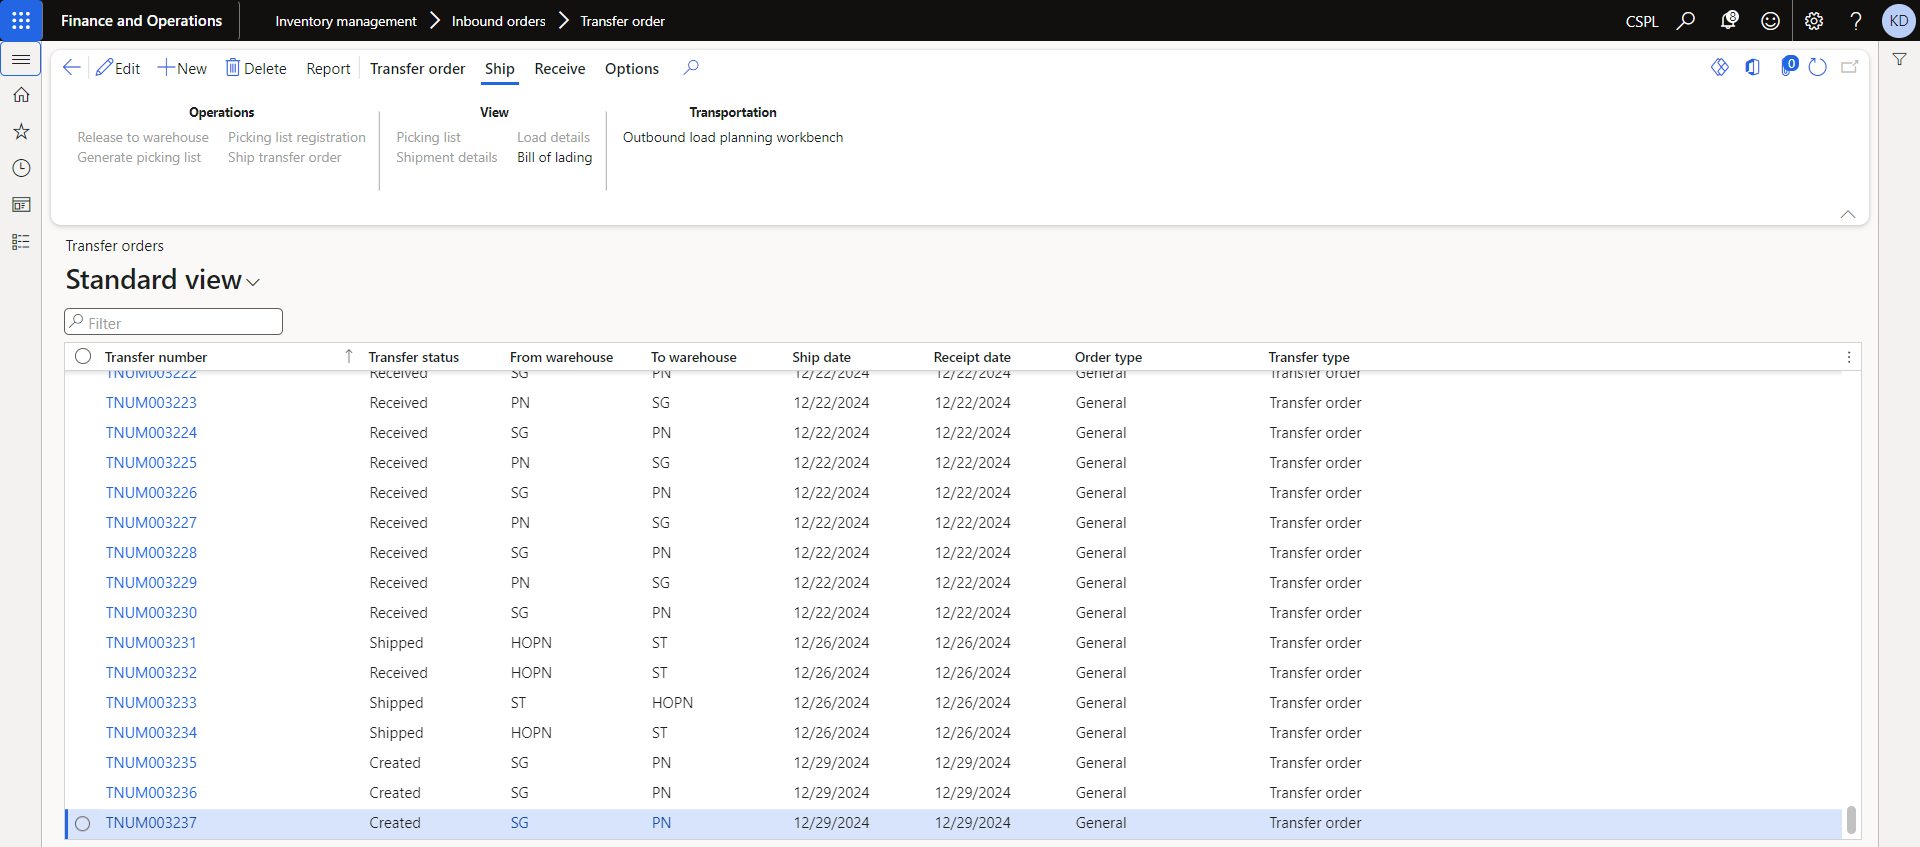 Finance and Operations Inventory management Inbound orders Transfer order CSPL 8 ? KD
Edit New Delete Report Transfer order Ship Receive Options 0
Operations View Transportation
Release to warehouse Picking list registration Picking list Load details Outbound load planning workbench
Generate picking list Ship transfer order Shipment details Bill of lading
Transfer orders
Standard view
Filter
Transfer number Transfer status From warehouse To warehouse Ship date Receipt date Order type Transfer type
TNUM003222 Received SG PN 12/22/2024 12/22/2024 General Transfer order
TNUM003223 Received PN SG 12/22/2024 12/22/2024 General Transfer order
TNUM003224 Received SG PN 12/22/2024 12/22/2024 General Transfer order
TNUM003225 Received PN SG 12/22/2024 12/22/2024 General Transfer order
TNUM003226 Received SG PN 12/22/2024 12/22/2024 General Transfer order
TNUM003227 Received PN SG 12/22/2024 12/22/2024 General Transfer order
TNUM003228 Received SG PN 12/22/2024 12/22/2024 General Transfer order
TNUM003229 Received PN SG 12/22/2024 12/22/2024 General Transfer order
TNUM003230 Received SG PN 12/22/2024 12/22/2024 General Transfer order
TNUM003231 Shipped HOPN ST 12/26/2024 12/26/2024 General Transfer order
TNUM003232 Received HOPN ST 12/26/2024 12/26/2024 General Transfer order
TNUM003233 Shipped ST HOPN 12/26/2024 12/26/2024 General Transfer order
TNUM003234 Shipped HOPN ST 12/26/2024 12/26/2024 General Transfer order
TNUM003235 Created SG PN 12/29/2024 12/29/2024 General Transfer order
TNUM003236 Created SG PN 12/29/2024 12/29/2024 General Transfer order
TNUM003237 Created SG PN 12/29/2024 12/29/2024 General Transfer order